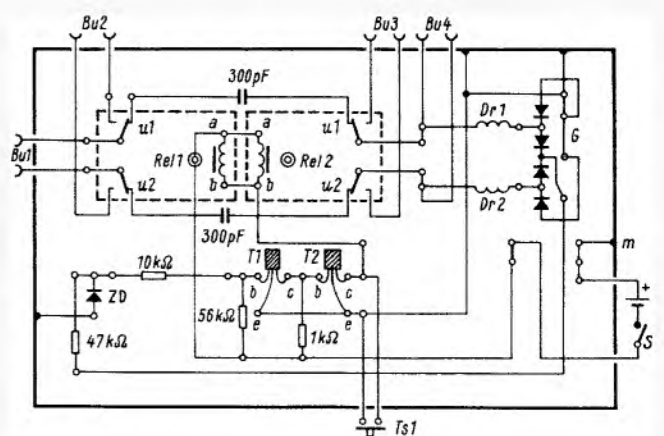 Bu2
Bu3 Bu4
300pF
u1 a a u1
Dr1
Bu1
Rel1 Rel2
G
u2 b b u2
Dr2
300pF
m
T1 T2
10kΩ
b c b c
+
ZD
56kΩ
e e
S
47kΩ
1kΩ
Ts1